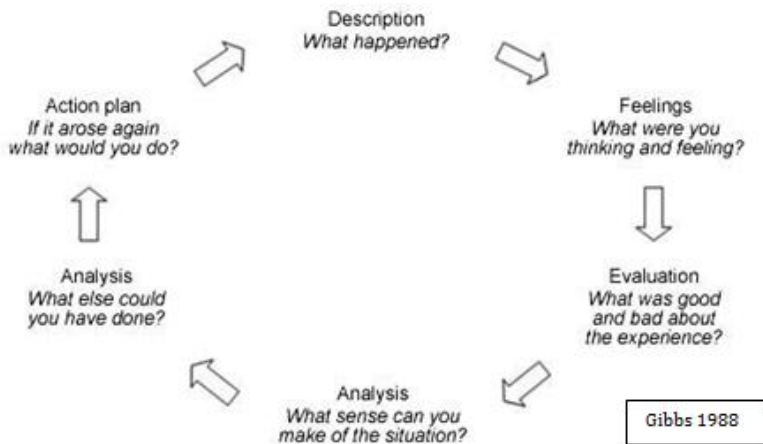 Description
What happened?
Feelings
What were you
thinking and feeling?
Evaluation
What was good
and bad about
the experience?
Analysis
What sense can you
make of the situation?
Analysis
What else could
you have done?
Action plan
If it arose again
what would you do?
Gibbs 1988